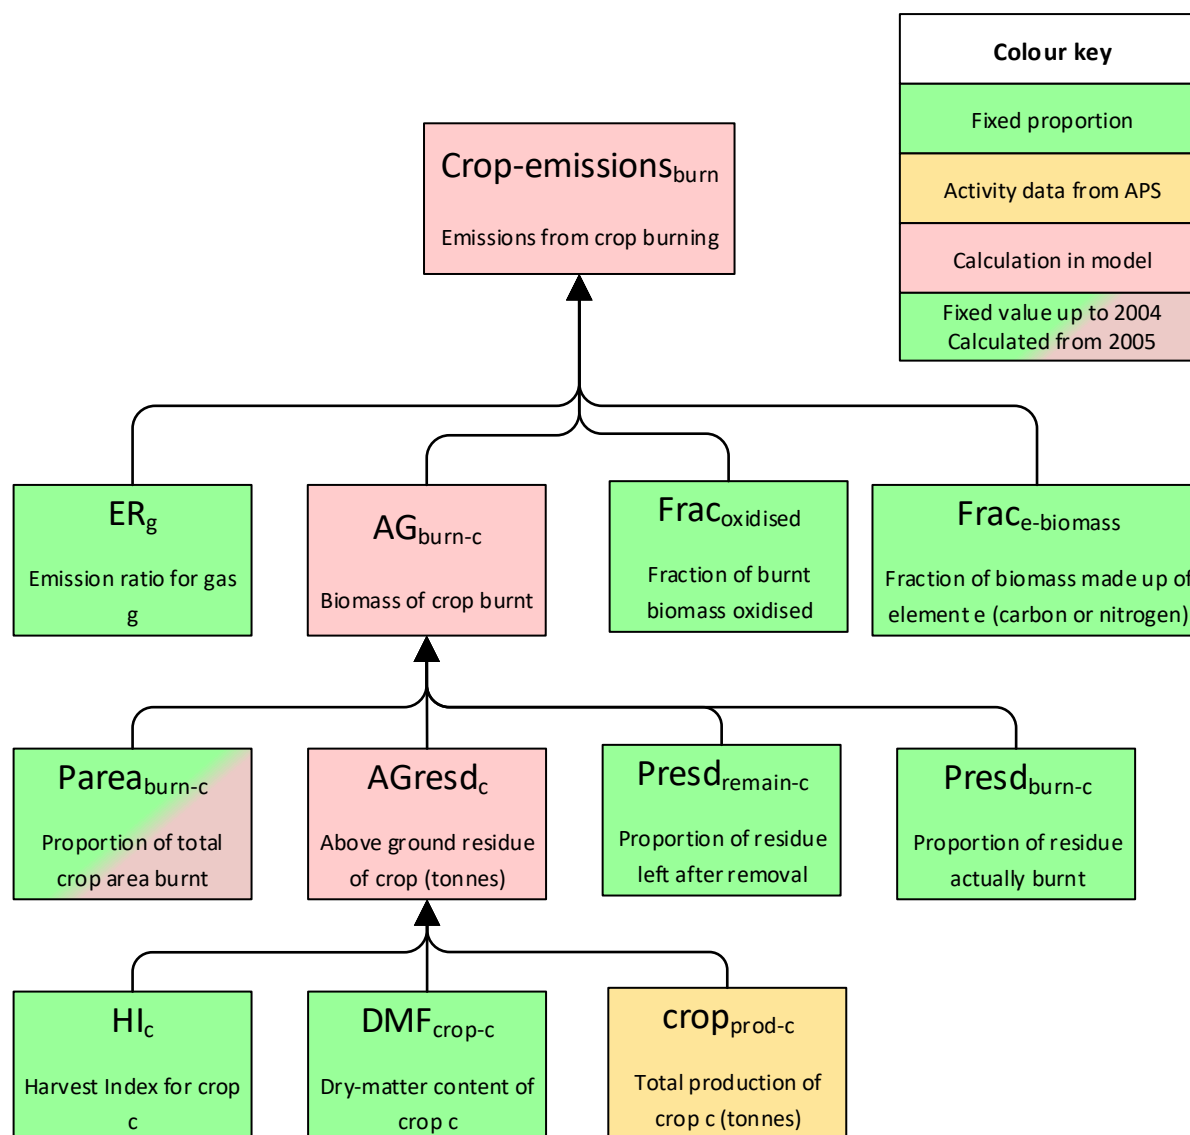 Colour key
Fixed proportion
Activity data from APS
Calculation in model
Fixed value up to 2004
Calculated from 2005
Crop-emissionsburn
Emissions from crop burning
ERg
Emission ratio for gas
g
AGburn-c
Biomass of crop burnt
Fracoxidised
Fraction of burnt
biomass oxidised
Frace-biomass
Fraction of biomass made up of
element e (carbon or nitrogen)
Pareaburn-c
Proportion of total
crop area burnt
AGresdc
Above ground residue
of crop (tonnes)
Presdremain-c
Proportion of residue
left after removal
Presdburn-c
Proportion of residue
actually burnt
HIc
Harvest Index for crop
c
DMFcrop-c
Dry-matter content of
crop c
cropprod-c
Total production of
crop c (tonnes)